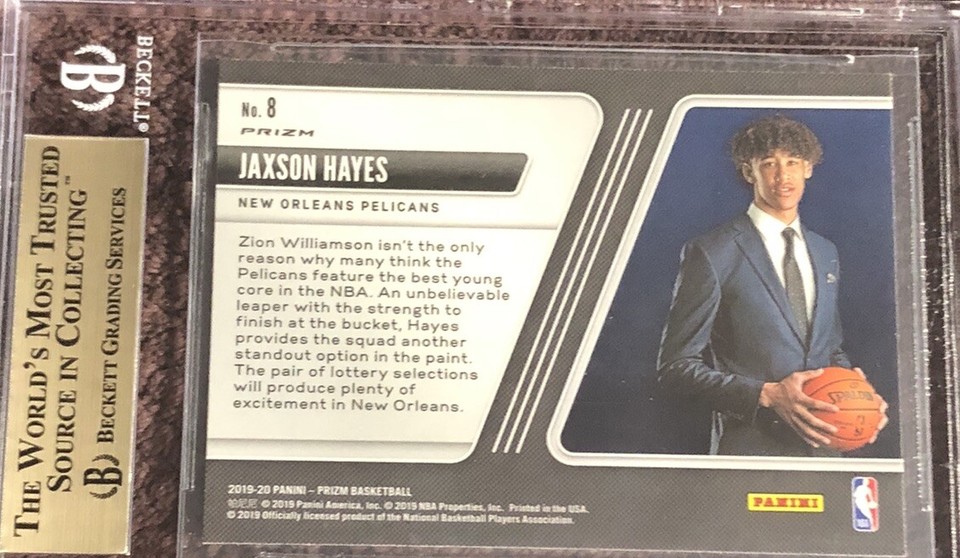 BECKETT®
THE WORLD'S MOST TRUSTED
SOURCE IN COLLECTING™
BECKETT GRADING SERVICES
No. 8
PRIZM
JAXSON HAYES
NEW ORLEANS PELICANS
Zion Williamson isn't the only
reason why many think the
Pelicans feature the best young
core in the NBA. An unbelievable
leaper with the strength to
finish at the bucket, Hayes
provides the squad another
standout option in the paint.
The pair of lottery selections
will produce plenty of
excitement in New Orleans.
SPALDING
2019-20 PANINI – PRIZM BASKETBALL
帕尼尼 © 2019 Panini America, Inc. © 2019 NBA Properties, Inc. Printed in the USA.
© 2019 Officially licensed product of the National Basketball Players Association.
PANINI
NBA